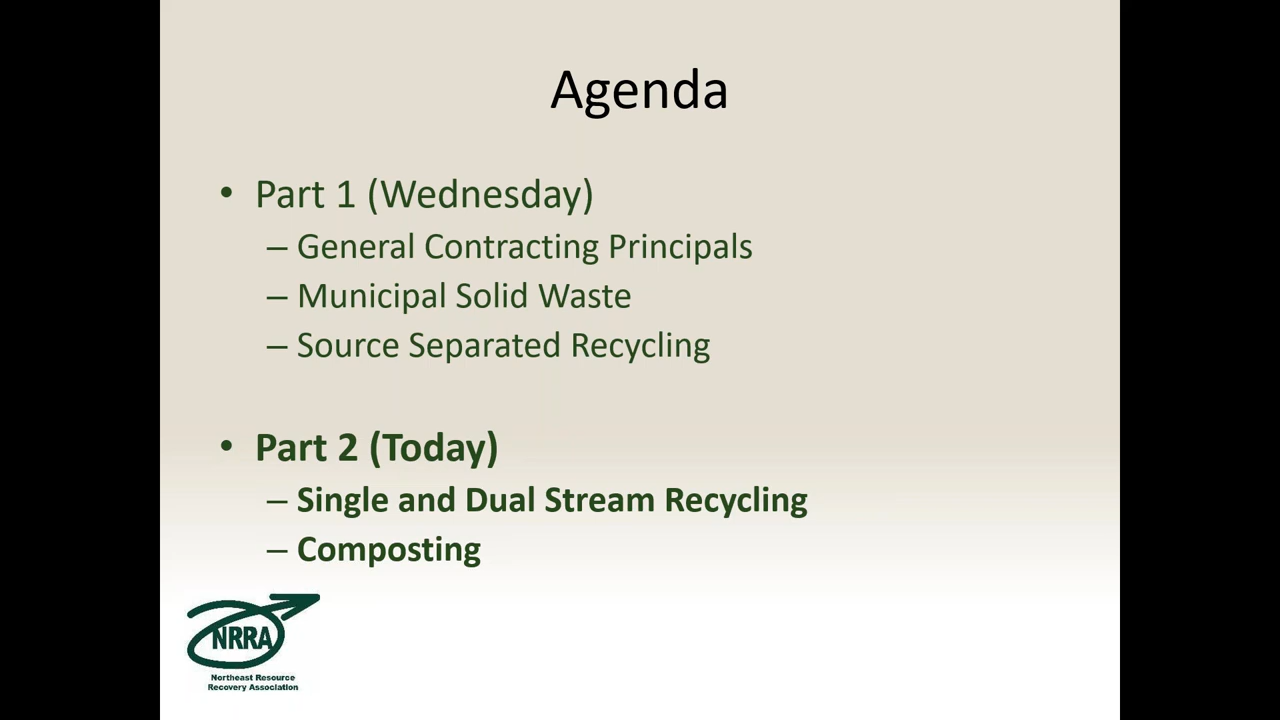 Agenda
• Part 1 (Wednesday)
– General Contracting Principals
– Municipal Solid Waste
– Source Separated Recycling
• Part 2 (Today)
– Single and Dual Stream Recycling
– Composting
NRRA
Northeast Resource
Recovery Association